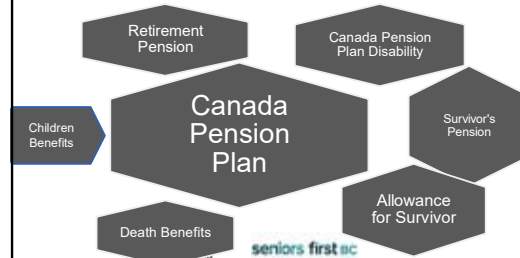 Retirement
Pension
Canada Pension
Plan Disability
Children
Benefits
Canada
Pension
Plan
Survivor's
Pension
Allowance
for Survivor
Death Benefits
seniors first BC